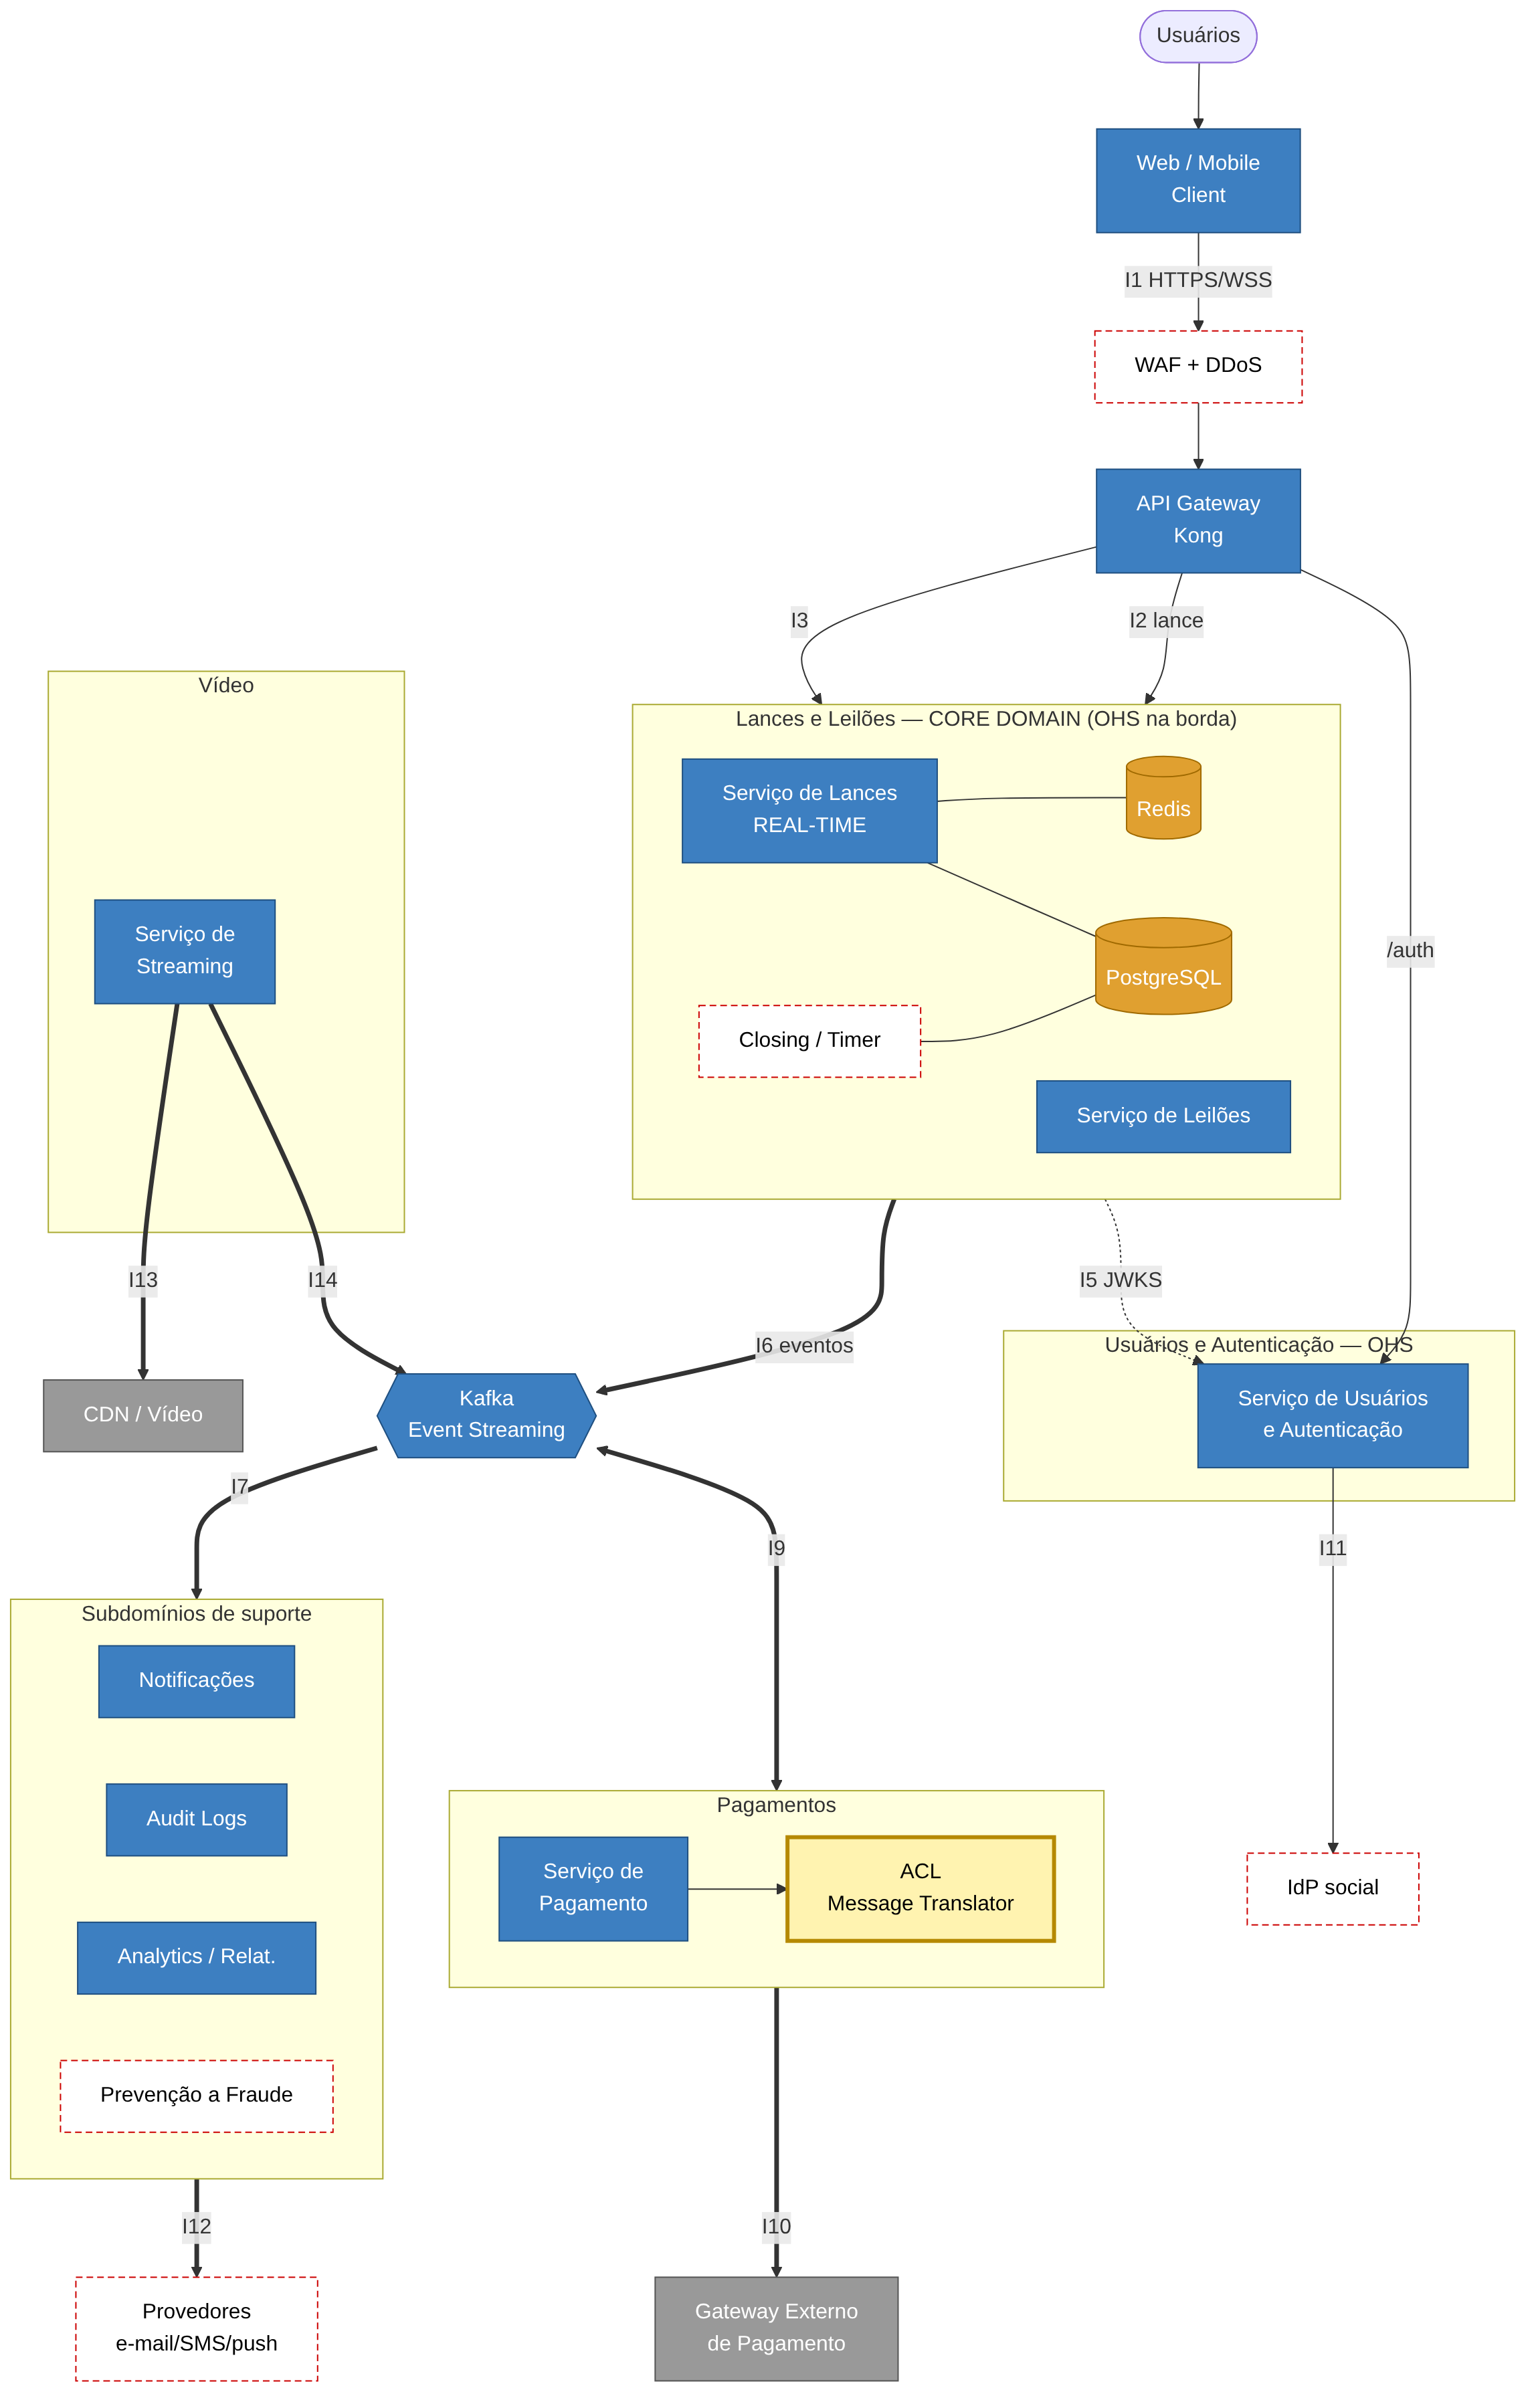 Usuários
Web / Mobile
Client
I1 HTTPS/WSS
WAF + DDoS
API Gateway
Kong
I3
I2 lance
/auth
Vídeo
Serviço de
Streaming
Lances e Leilões — CORE DOMAIN (OHS na borda)
Serviço de Lances
REAL-TIME
Redis
PostgreSQL
Closing / Timer
Serviço de Leilões
I13
I14
I5 JWKS
I6 eventos
CDN / Vídeo
Kafka
Event Streaming
Usuários e Autenticação — OHS
Serviço de Usuários
e Autenticação
I7
I9
I11
Subdomínios de suporte
Notificações
Audit Logs
Analytics / Relat.
Prevenção a Fraude
Pagamentos
Serviço de
Pagamento
ACL
Message Translator
IdP social
I12
I10
Provedores
e-mail/SMS/push
Gateway Externo
de Pagamento